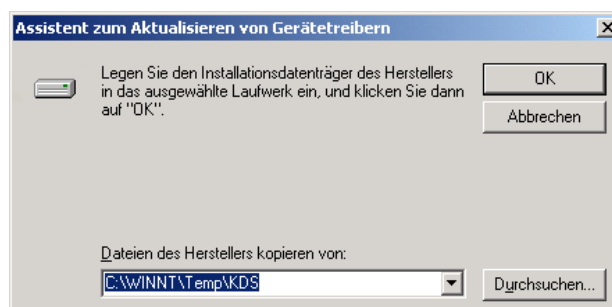 Assistent zum Aktualisieren von Gerätetreibern
Legen Sie den Installationsdatenträger des Herstellers
in das ausgewählte Laufwerk ein, und klicken Sie dann
auf "OK".
OK
Abbrechen
Dateien des Herstellers kopieren von:
C:\WINNT\Temp\KDS
Durchsuchen...